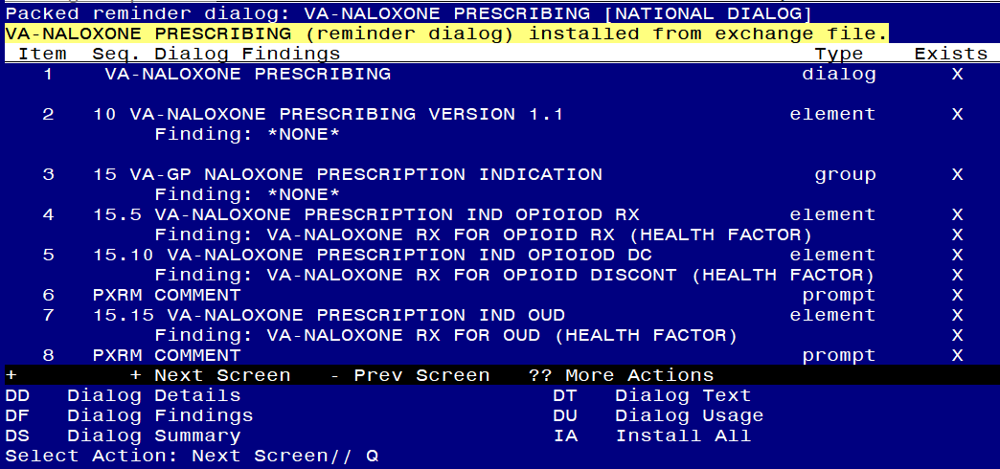 Packed reminder dialog: VA-NALOXONE PRESCRIBING [NATIONAL DIALOG]
VA-NALOXONE PRESCRIBING (reminder dialog) installed from exchange file.
Item Seq. Dialog Findings Type Exists
1 VA-NALOXONE PRESCRIBING dialog X
2 10 VA-NALOXONE PRESCRIBING VERSION 1.1 element X
Finding: *NONE*
3 15 VA-GP NALOXONE PRESCRIPTION INDICATION group X
Finding: *NONE*
4 15.5 VA-NALOXONE PRESCRIPTION IND OPIOIOD RX element X
Finding: VA-NALOXONE RX FOR OPIOID RX (HEALTH FACTOR) X
5 15.10 VA-NALOXONE PRESCRIPTION IND OPIOIOD DC element X
Finding: VA-NALOXONE RX FOR OPIOID DISCONT (HEALTH FACTOR) X
6 PXRM COMMENT prompt X
7 15.15 VA-NALOXONE PRESCRIPTION IND OUD element X
Finding: VA-NALOXONE RX FOR OUD (HEALTH FACTOR) X
8 PXRM COMMENT prompt X
+ + Next Screen - Prev Screen ?? More Actions
DD Dialog Details DT Dialog Text
DF Dialog Findings DU Dialog Usage
DS Dialog Summary IA Install All
Select Action: Next Screen// Q